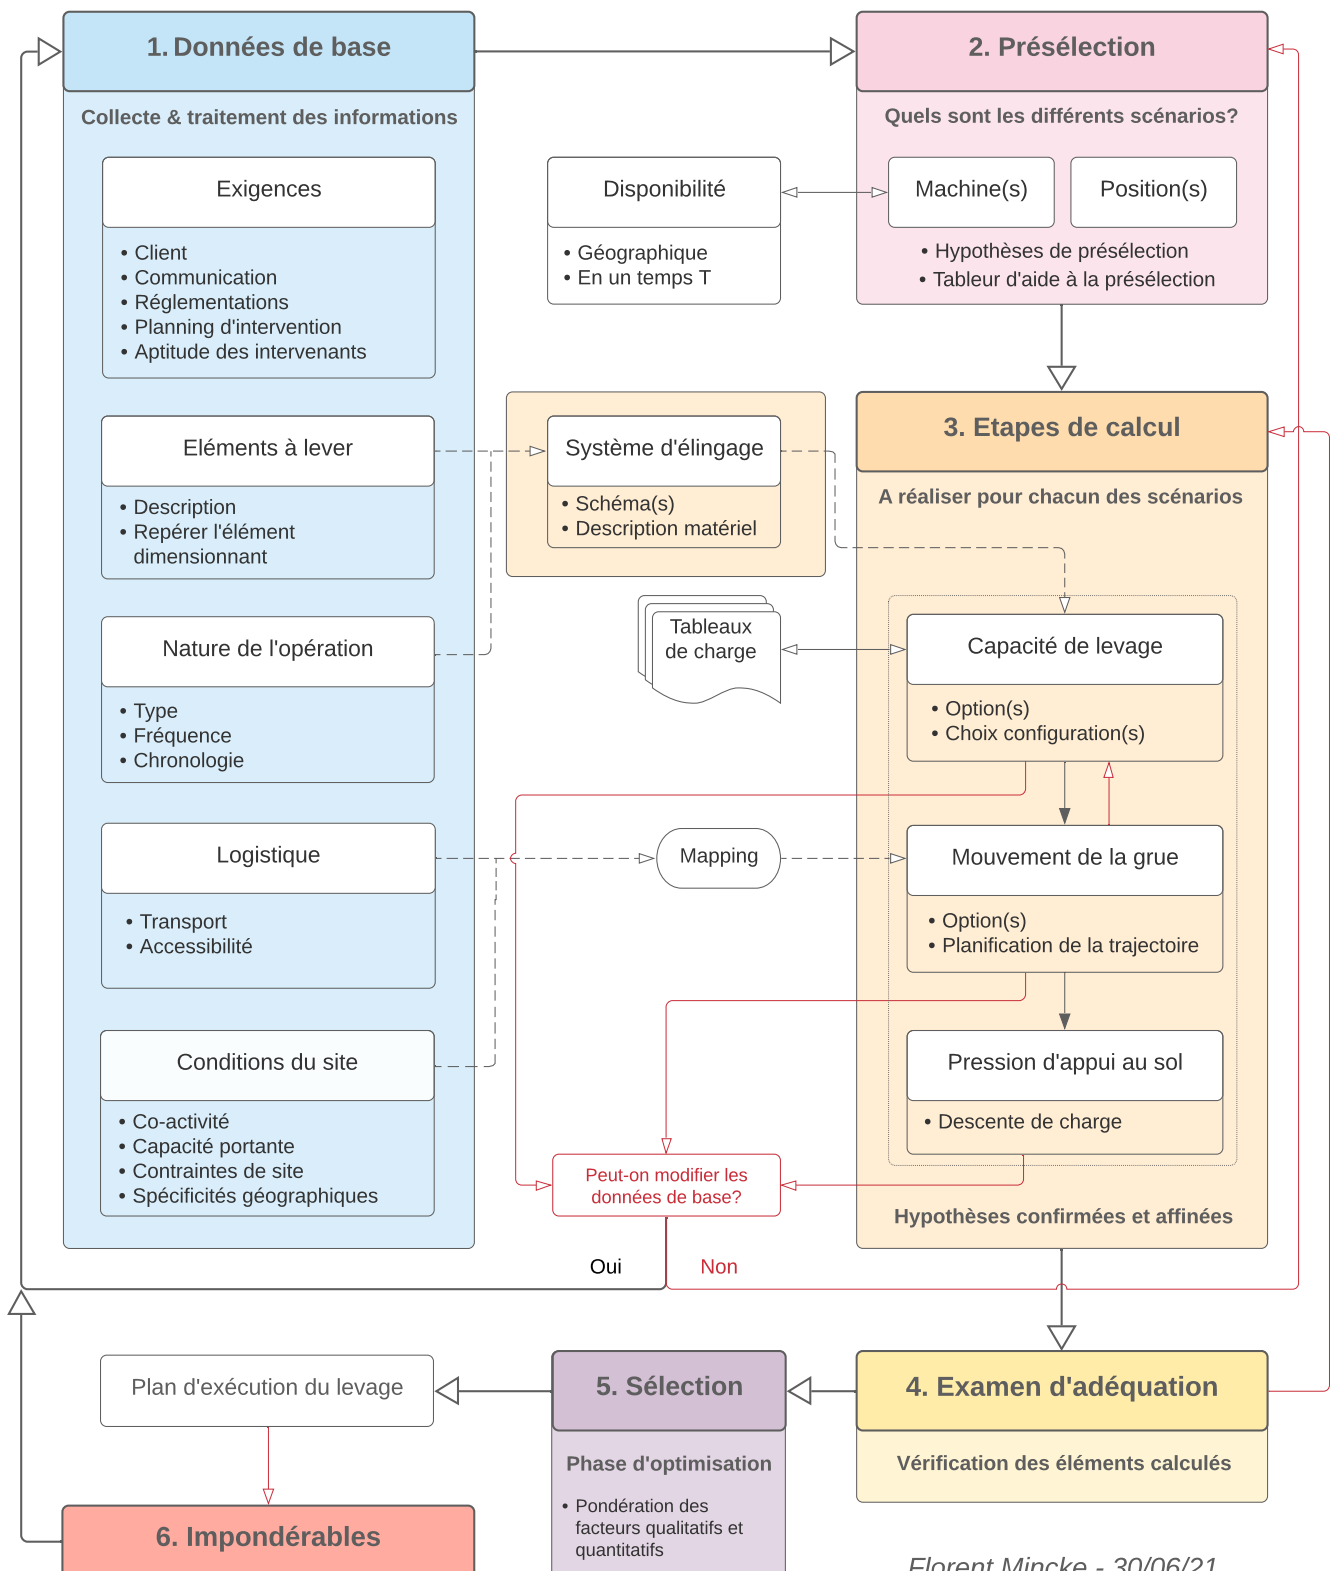 1. Données de base
Collecte & traitement des informations
Exigences
• Client
• Communication
• Réglementations
• Planning d'intervention
• Aptitude des intervenants
Eléments à lever
• Description
• Repérer l'élément
dimensionnant
Nature de l'opération
• Type
• Fréquence
• Chronologie
Logistique
• Transport
• Accessibilité
Conditions du site
• Co-activité
• Capacité portante
• Contraintes de site
• Spécificités géographiques
Disponibilité
• Géographique
• En un temps T
2. Présélection
Quels sont les différents scénarios?
Machine(s)
Position(s)
• Hypothèses de présélection
• Tableur d'aide à la présélection
Système d'élingage
• Schéma(s)
• Description matériel
Tableaux
de charge
Mapping
3. Etapes de calcul
A réaliser pour chacun des scénarios
Capacité de levage
• Option(s)
• Choix configuration(s)
Mouvement de la grue
• Option(s)
• Planification de la trajectoire
Pression d'appui au sol
• Descente de charge
Hypothèses confirmées et affinées
Peut-on modifier les
données de base?
Oui
Non
4. Examen d'adéquation
Vérification des éléments calculés
5. Sélection
Phase d'optimisation
• Pondération des
facteurs qualitatifs et
quantitatifs
Plan d'exécution du levage
6. Impondérables
Florent Mincke - 30/06/21